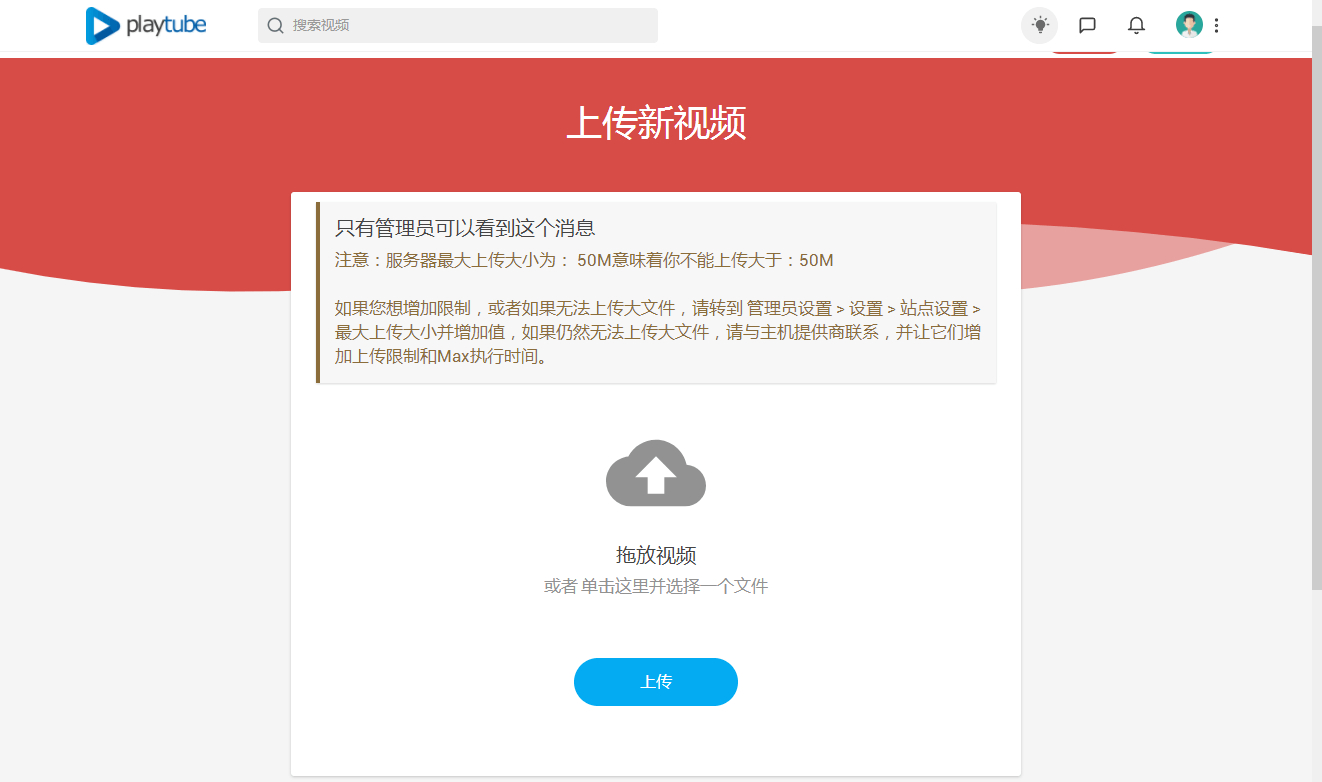 playtube
搜索视频
上传新视频
只有管理员可以看到这个消息
注意：服务器最大上传大小为： 50M意味着你不能上传大于：50M
如果您想增加限制，或者如果无法上传大文件，请转到 管理员设置 > 设置 > 站点设置 >
最大上传大小并增加值，如果仍然无法上传大文件，请与主机提供商联系，并让它们增
加上传限制和Max执行时间。
拖放视频
或者 单击这里并选择一个文件
上传